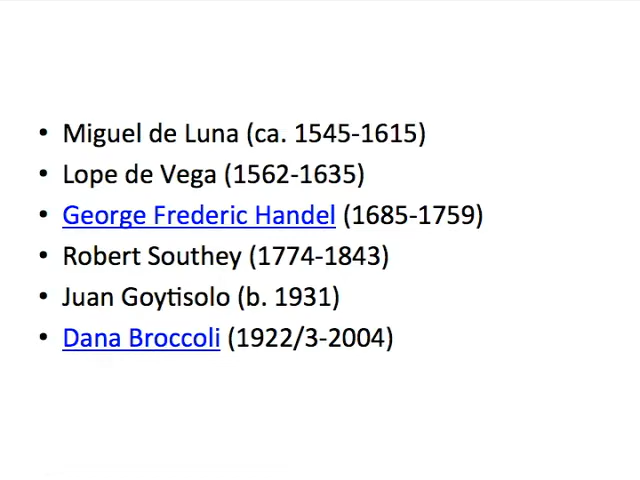 • Miguel de Luna (ca. 1545-1615)
• Lope de Vega (1562-1635)
• George Frederic Handel (1685-1759)
• Robert Southey (1774-1843)
• Juan Goytisolo (b. 1931)
• Dana Broccoli (1922/3-2004)